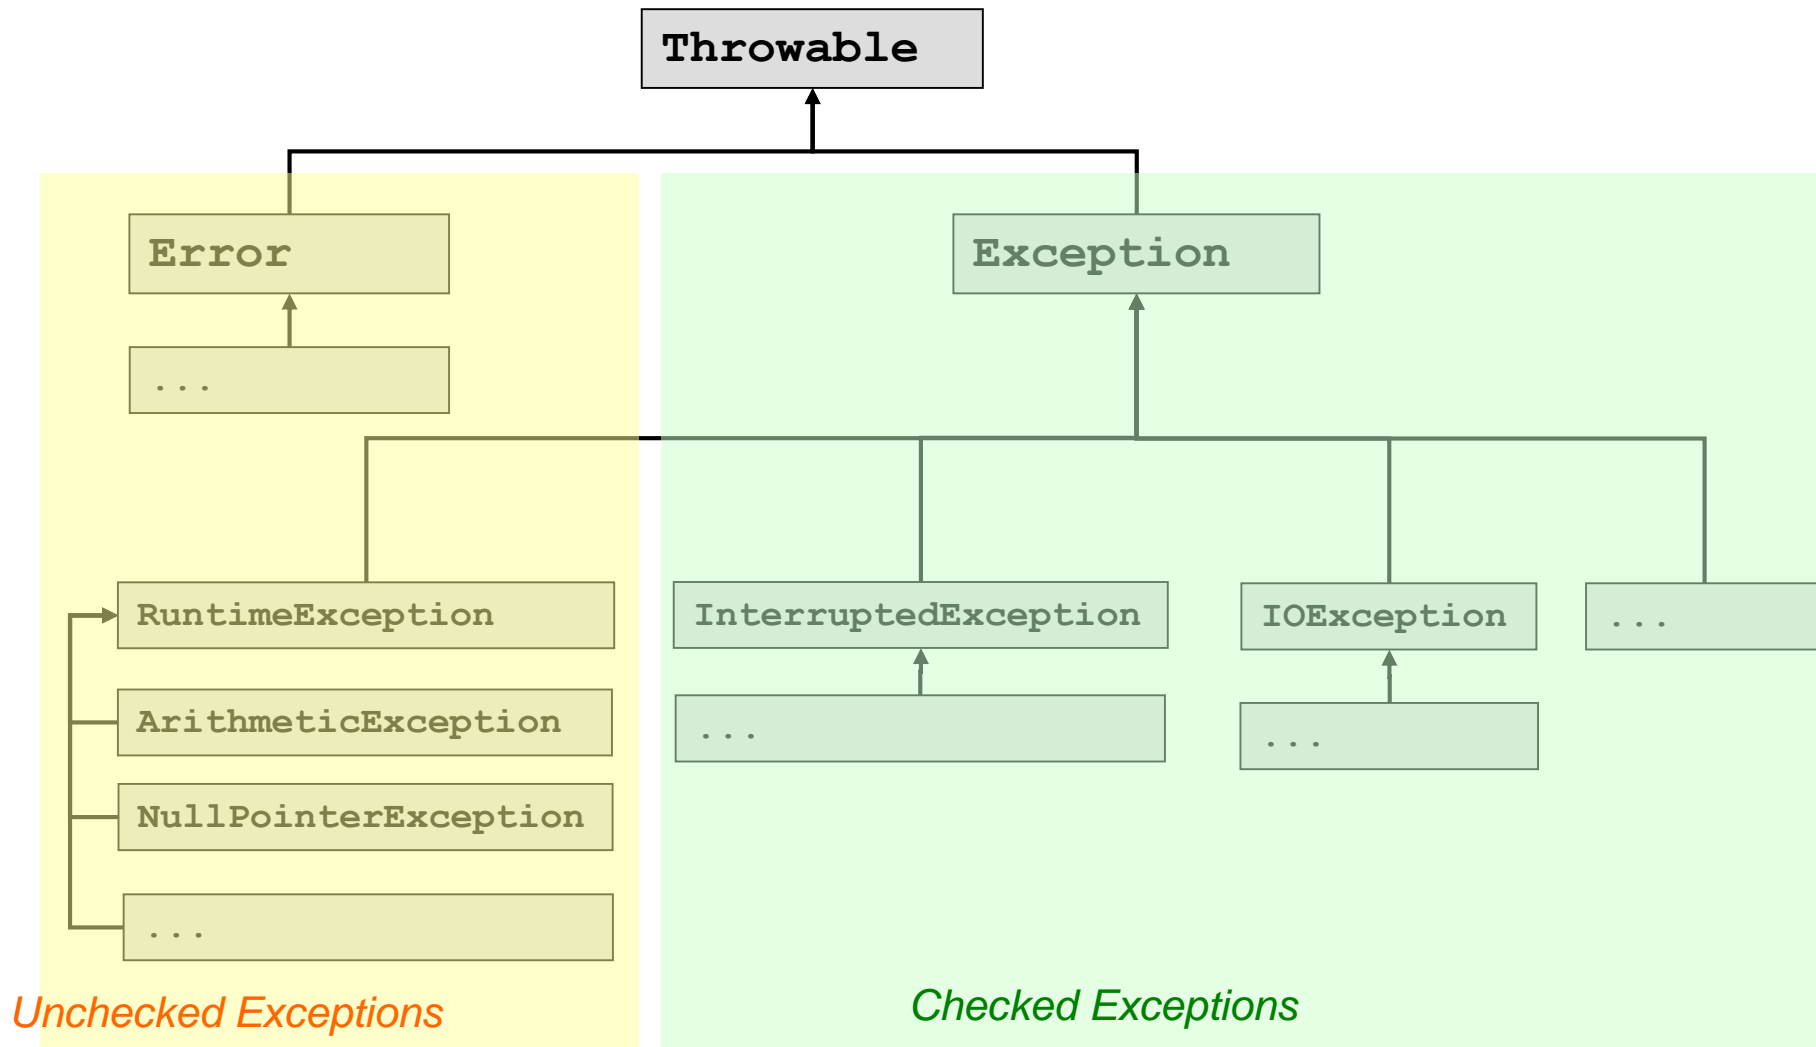 Throwable
Error
Exception
...
RuntimeException
InterruptedException
IOException
...
ArithmeticException
...
...
NullPointerException
...
Unchecked Exceptions
Checked Exceptions